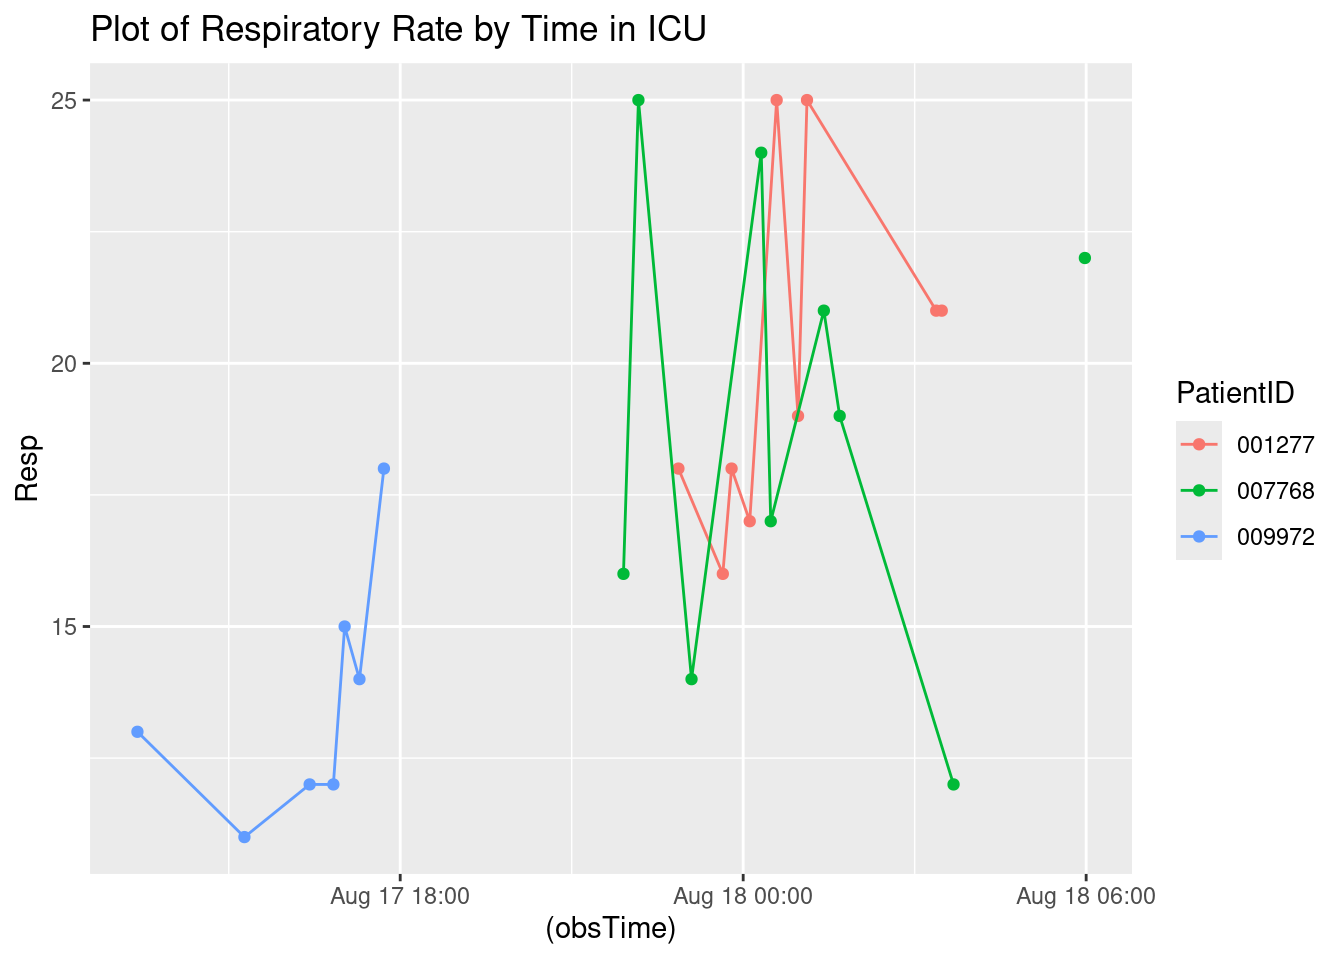 Plot of Respiratory Rate by Time in ICU
25
20
15
Resp
Aug 17 18:00
Aug 18 00:00
Aug 18 06:00
(obsTime)
PatientID
001277
007768
009972